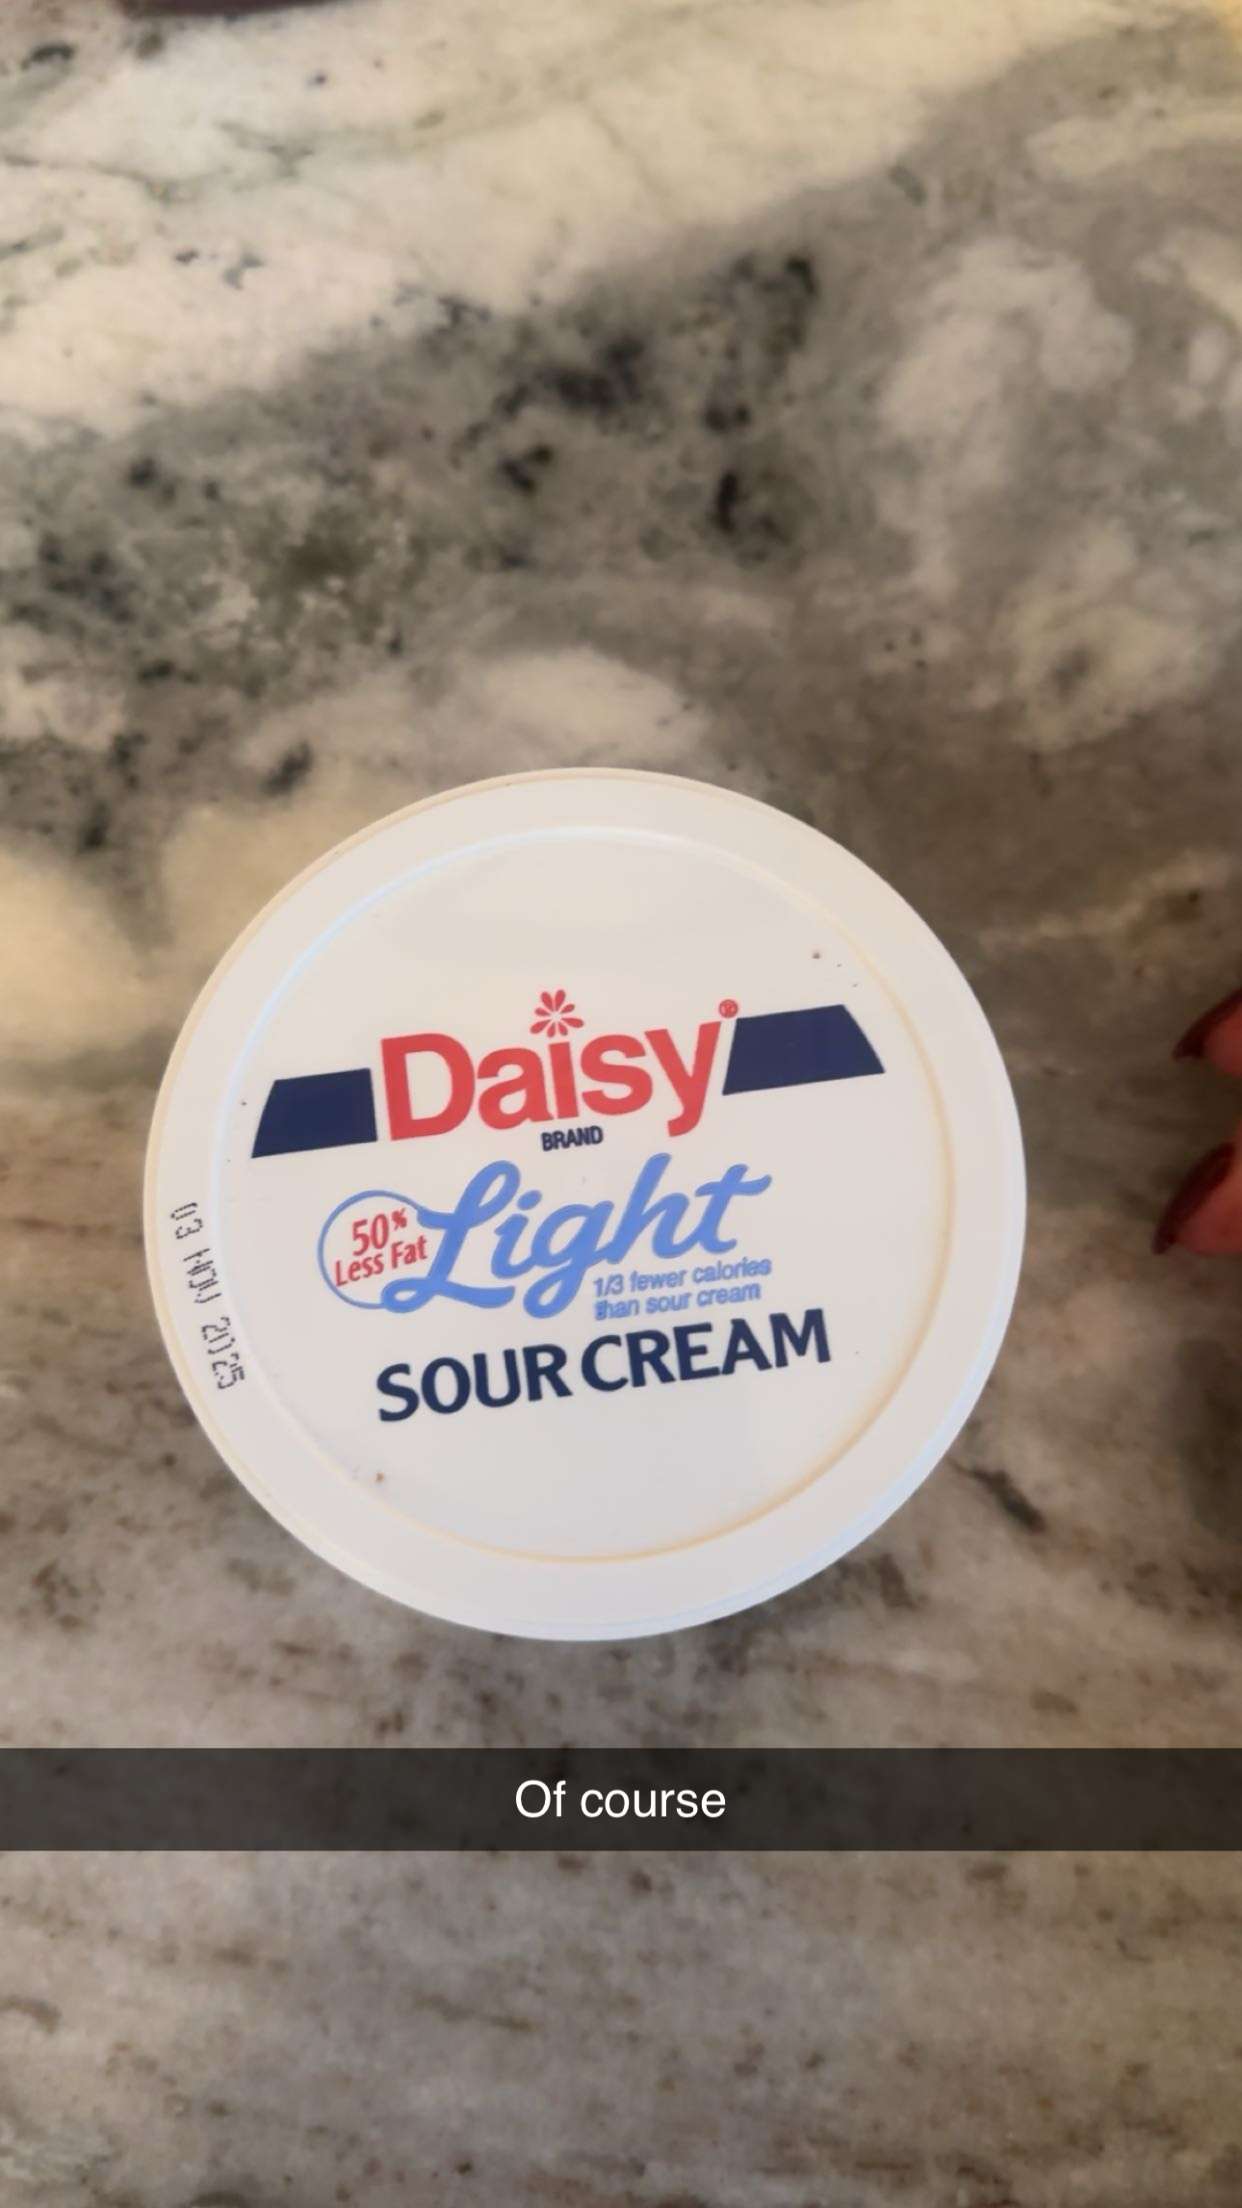 Daisy®
BRAND
50%
Less Fat
Light
1/3 fewer calories
than sour cream
SOUR CREAM
03 NOV 2025
Of course